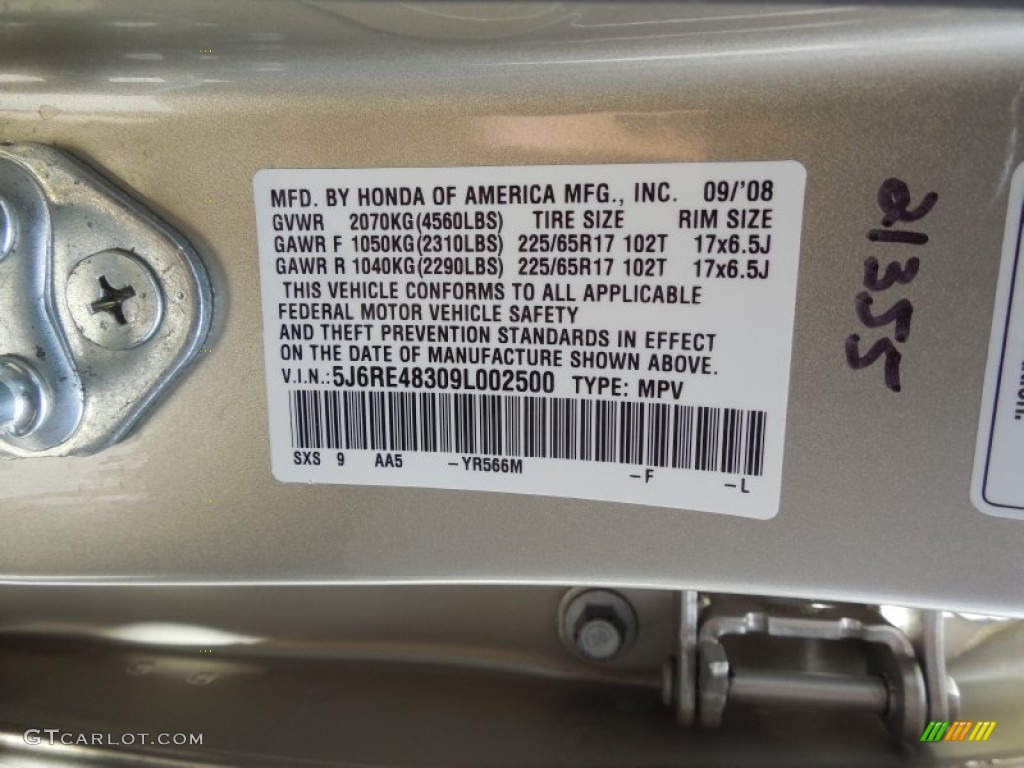 MFD. BY HONDA OF AMERICA MFG., INC. 09/'08
GVWR 2070KG(4560LBS) TIRE SIZE RIM SIZE
GAWR F 1050KG(2310LBS) 225/65R17 102T 17x6.5J
GAWR R 1040KG(2290LBS) 225/65R17 102T 17x6.5J
THIS VEHICLE CONFORMS TO ALL APPLICABLE
FEDERAL MOTOR VEHICLE SAFETY
AND THEFT PREVENTION STANDARDS IN EFFECT
ON THE DATE OF MANUFACTURE SHOWN ABOVE.
V.I.N.: 5J6RE48309L002500 TYPE: MPV
SXS 9 AA5 -YR566M -F -L
21355
GTCARLOT.COM